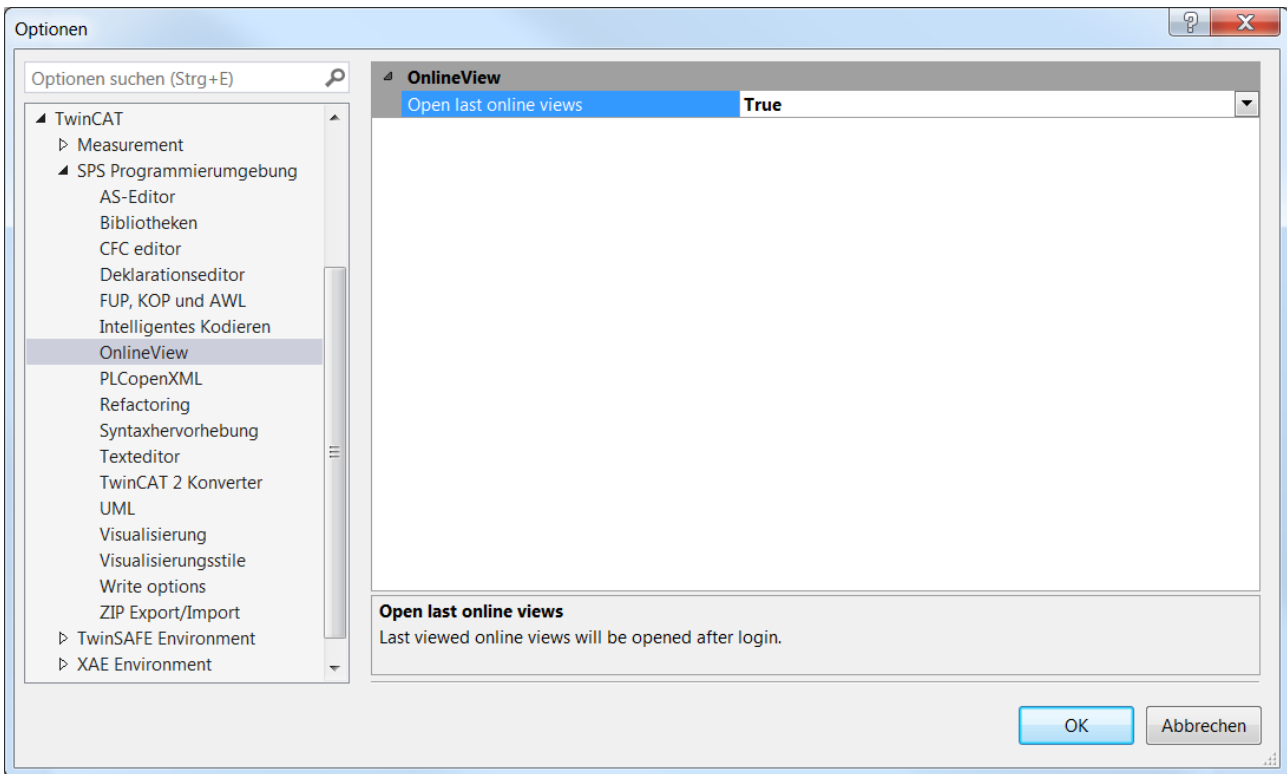 Optionen
Optionen suchen (Strg+E)
TwinCAT
Measurement
SPS Programmierumgebung
AS-Editor
Bibliotheken
CFC editor
Deklarationseditor
FUP, KOP und AWL
Intelligentes Kodieren
OnlineView
PLCopenXML
Refactoring
Syntaxhervorhebung
Texteditor
TwinCAT 2 Konverter
UML
Visualisierung
Visualisierungsstile
Write options
ZIP Export/Import
TwinSAFE Environment
XAE Environment
OnlineView
Open last online views True
Open last online views
Last viewed online views will be opened after login.
OK Abbrechen